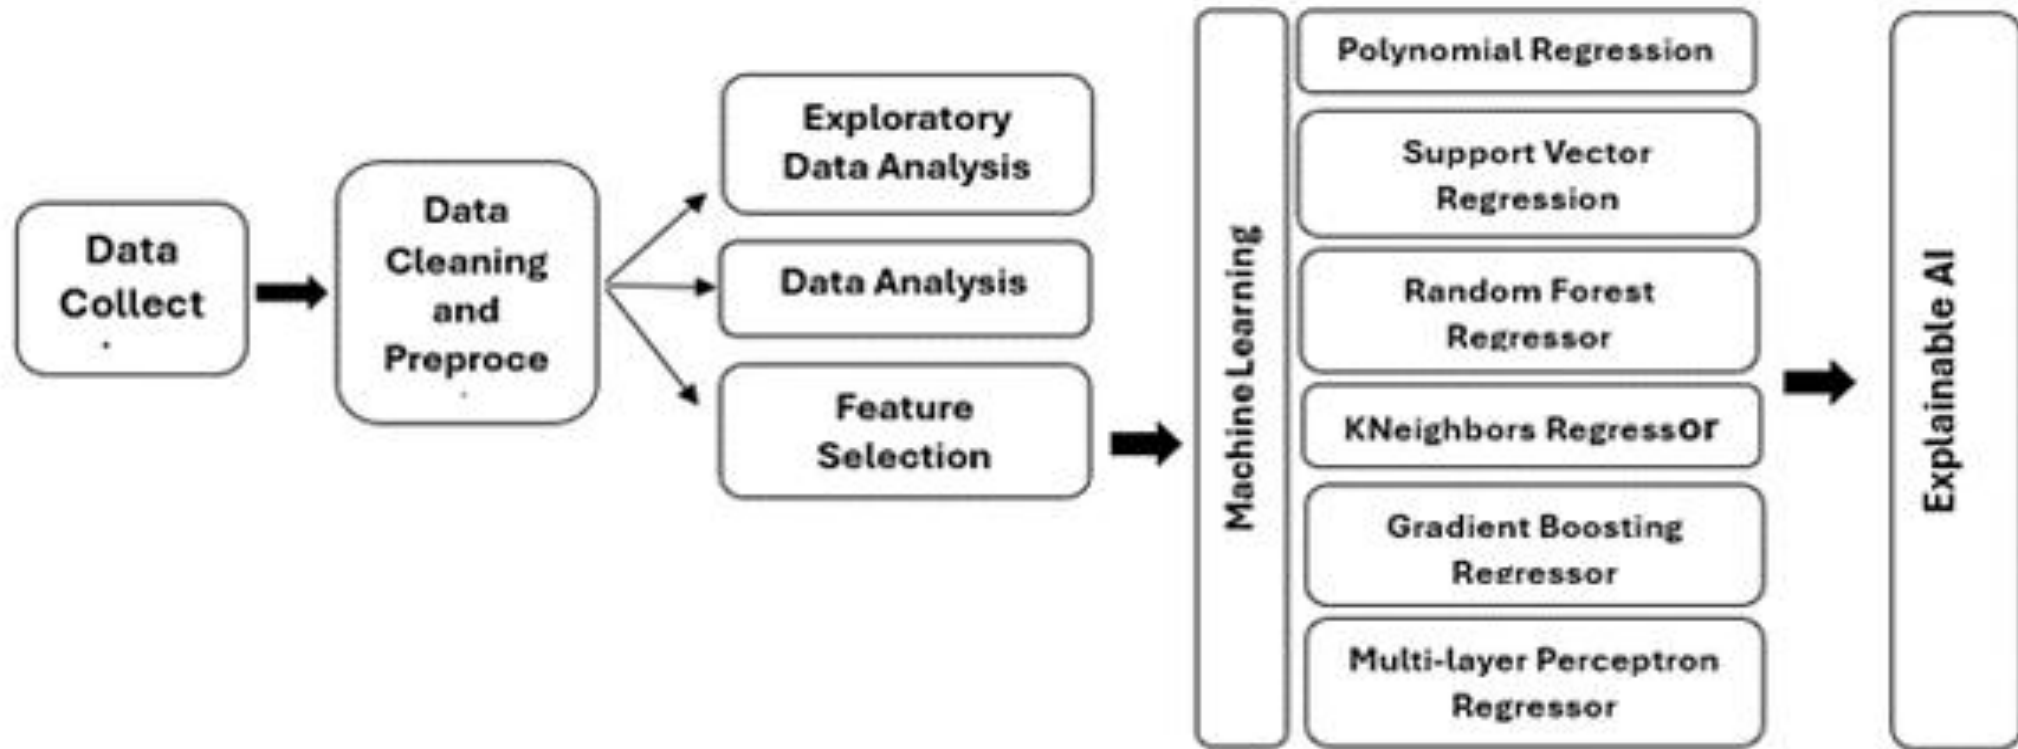 Data
Collect
Data
Cleaning
and
Preproce
Exploratory
Data Analysis
Data Analysis
Feature
Selection
Machine Learning
Polynomial Regression
Support Vector
Regression
Random Forest
Regressor
KNeighbors Regressor
Gradient Boosting
Regressor
Multi-layer Perceptron
Regressor
Explainable AI